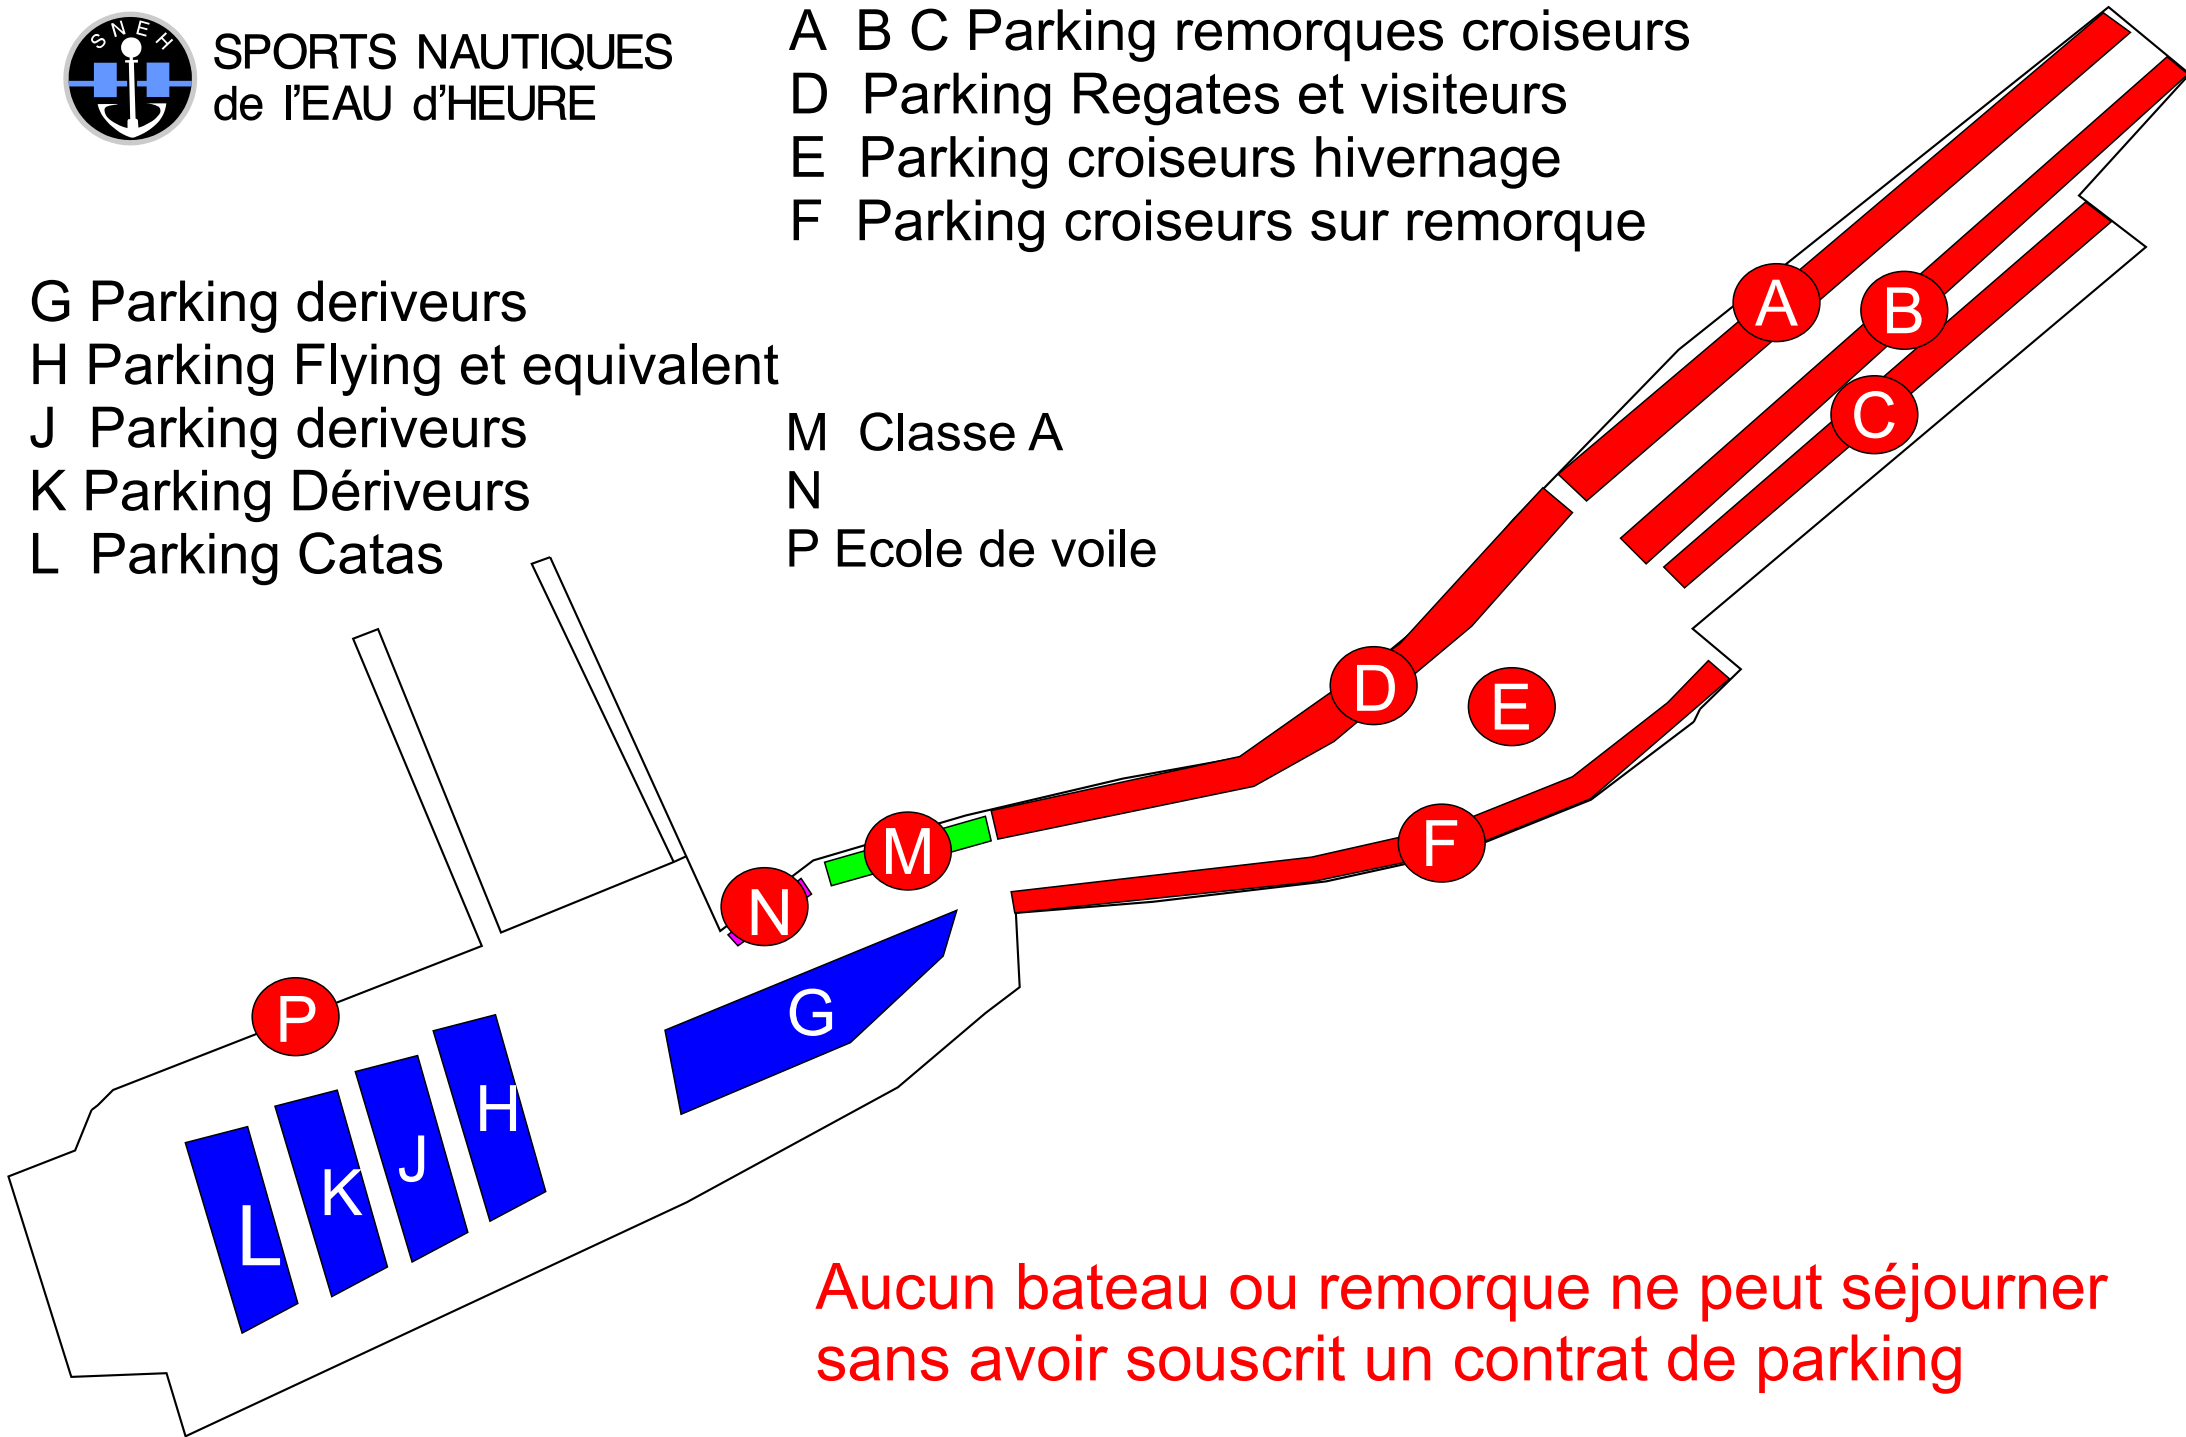 SNEH
SPORTS NAUTIQUES
de l'EAU d'HEURE
A B C Parking remorques croiseurs
D Parking Regates et visiteurs
E Parking croiseurs hivernage
F Parking croiseurs sur remorque
G Parking deriveurs
H Parking Flying et equivalent
J Parking deriveurs
K Parking Dériveurs
L Parking Catas
M Classe A
N
P Ecole de voile
A
B
C
D
E
F
M
N
G
P
H
J
K
L
Aucun bateau ou remorque ne peut séjourner
sans avoir souscrit un contrat de parking